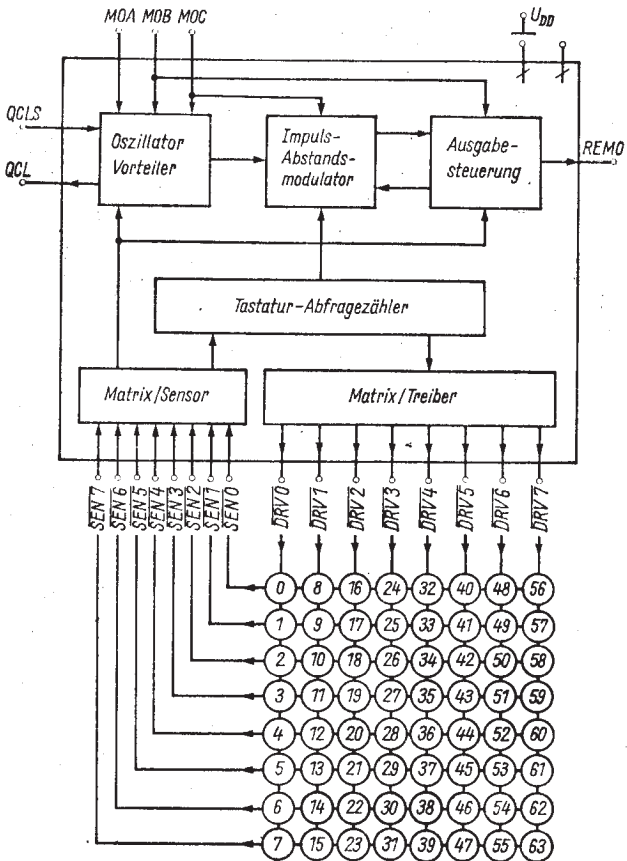 MOA MOB MOC
U_DD
QCLS
QCL
Oszillator
Vorteiler
Impuls-
Abstands-
modulator
Ausgabe-
steuerung
REMO
Tastatur-Abfragezähler
Matrix/Sensor
Matrix/Treiber
SEN7 SEN6 SEN5 SEN4 SEN3 SEN2 SEN1 SEN0 DRV0 DRV1 DRV2 DRV3 DRV4 DRV5 DRV6 DRV7
0 8 16 24 32 40 48 56
1 9 17 25 33 41 49 57
2 10 18 26 34 42 50 58
3 11 19 27 35 43 51 59
4 12 20 28 36 44 52 60
5 13 21 29 37 45 53 61
6 14 22 30 38 46 54 62
7 15 23 31 39 47 55 63